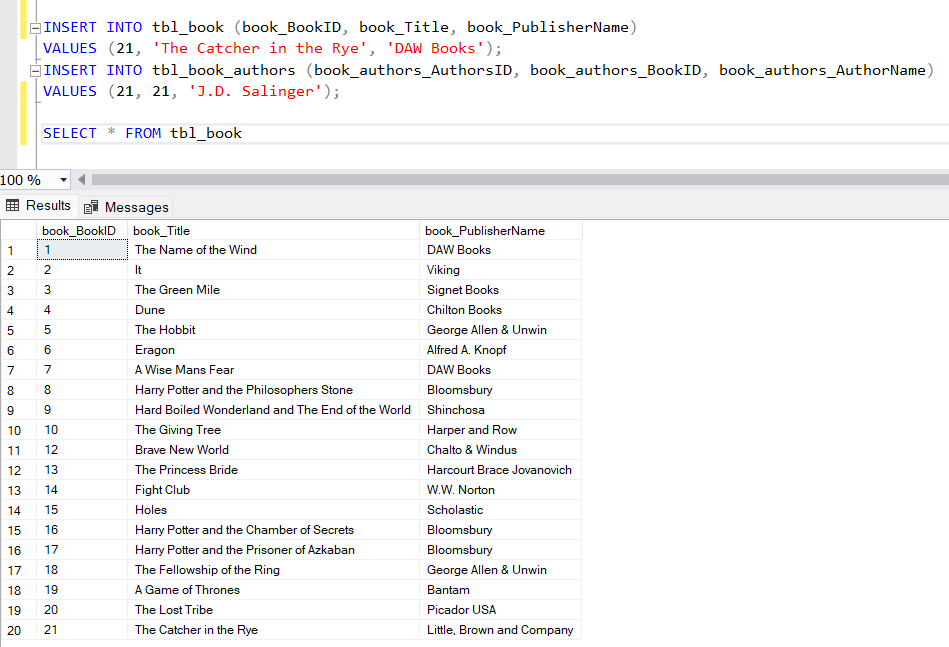 INSERT INTO tbl_book (book_BookID, book_Title, book_PublisherName)
VALUES (21, 'The Catcher in the Rye', 'DAW Books');
INSERT INTO tbl_book_authors (book_authors_AuthorsID, book_authors_BookID, book_authors_AuthorName)
VALUES (21, 21, 'J.D. Salinger');
SELECT * FROM tbl_book
100 %
Results Messages
book_BookID book_Title book_PublisherName
1 1 The Name of the Wind DAW Books
2 2 It Viking
3 3 The Green Mile Signet Books
4 4 Dune Chilton Books
5 5 The Hobbit George Allen & Unwin
6 6 Eragon Alfred A. Knopf
7 7 A Wise Mans Fear DAW Books
8 8 Harry Potter and the Philosophers Stone Bloomsbury
9 9 Hard Boiled Wonderland and The End of the World Shinchosa
10 10 The Giving Tree Harper and Row
11 12 Brave New World Chalto & Windus
12 13 The Princess Bride Harcourt Brace Jovanovich
13 14 Fight Club W.W. Norton
14 15 Holes Scholastic
15 16 Harry Potter and the Chamber of Secrets Bloomsbury
16 17 Harry Potter and the Prisoner of Azkaban Bloomsbury
17 18 The Fellowship of the Ring George Allen & Unwin
18 19 A Game of Thrones Bantam
19 20 The Lost Tribe Picador USA
20 21 The Catcher in the Rye Little, Brown and Company